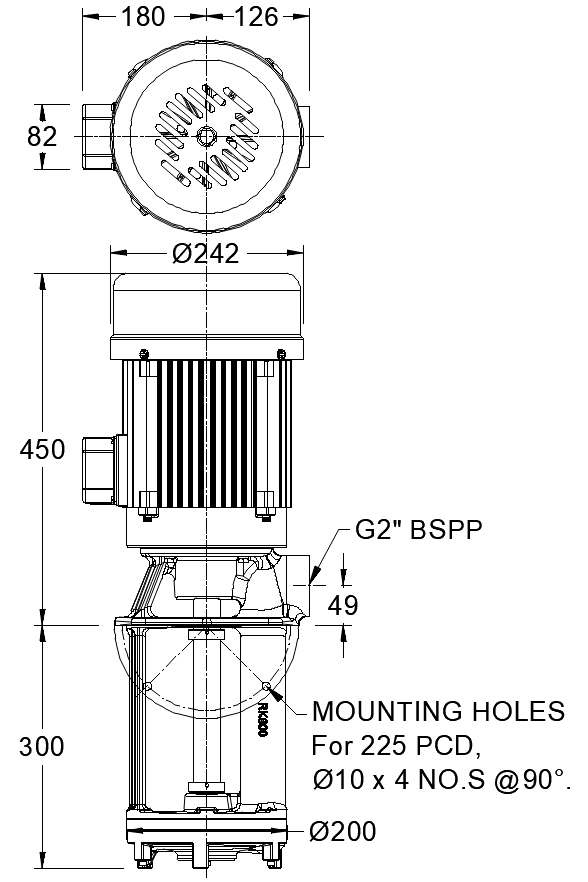 180
126
82
Ø242
450
G2" BSPP
49
MOUNTING HOLES
For 225 PCD,
Ø10 x 4 NO.S @90°.
RK600
300
Ø200